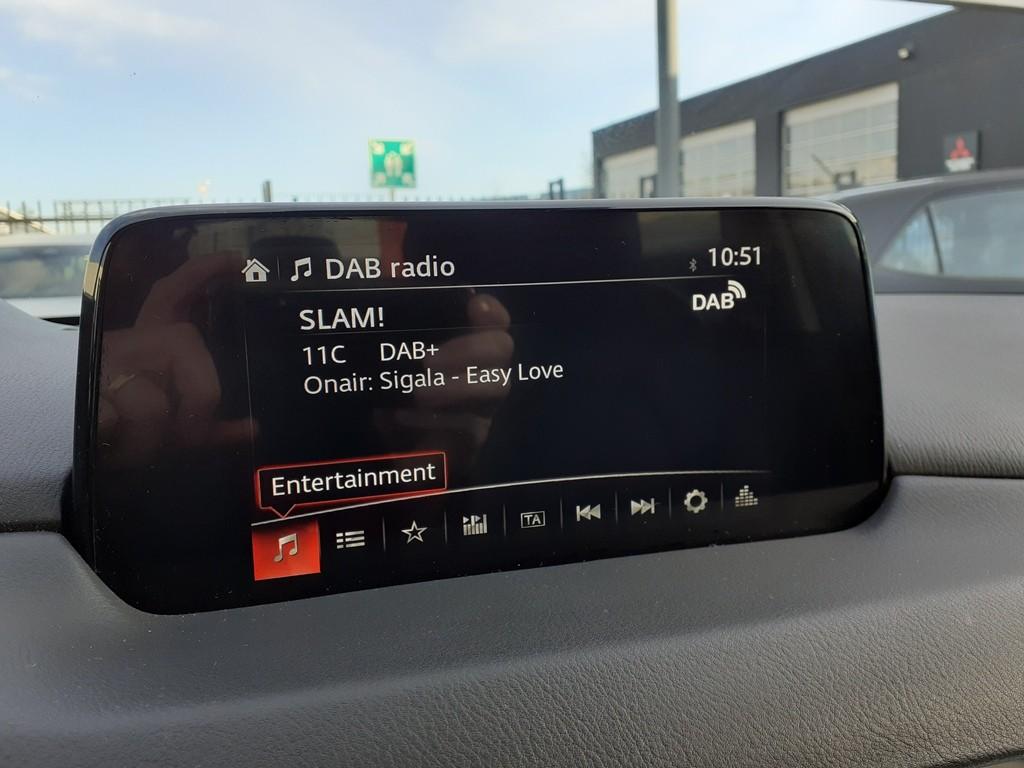 DAB radio
10:51
SLAM!
DAB
11C DAB+
Onair: Sigala - Easy Love
Entertainment
TA